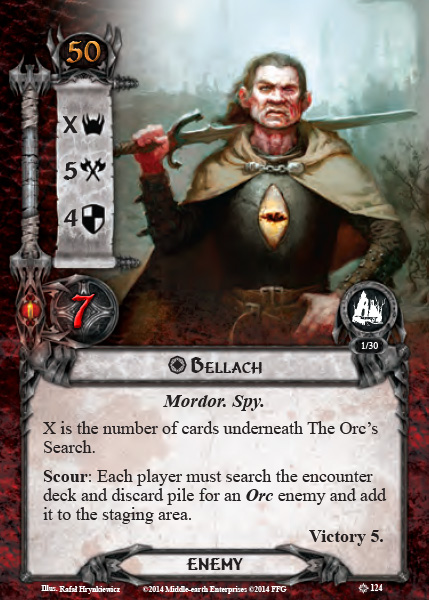 50
X
5
4
7
1/30
Bellach
Mordor. Spy.
X is the number of cards underneath The Orc's
Search.
Scour: Each player must search the encounter
deck and discard pile for an Orc enemy and add
it to the staging area.
Victory 5.
ENEMY
Illus. Rafał Hrynkiewicz ©2014 Middle-earth Enterprises ©2014 FFG 124